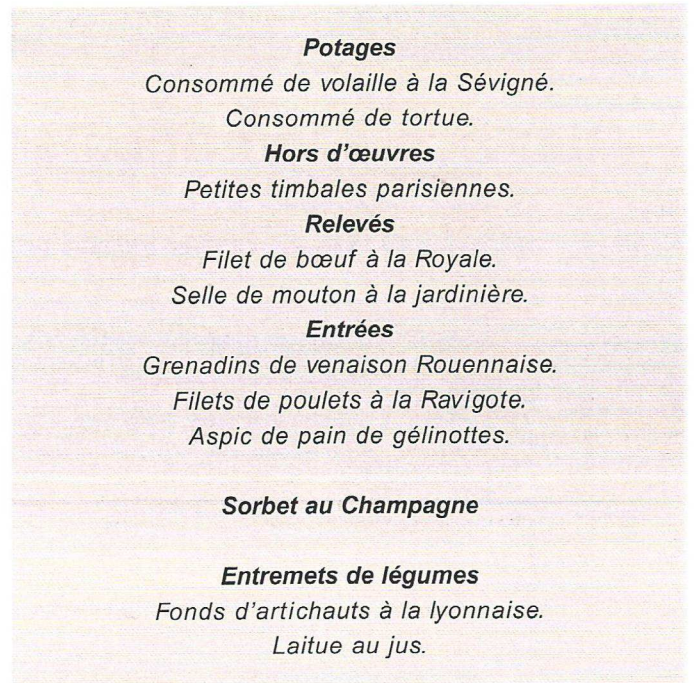 Potages
Consommé de volaille à la Sévigné.
Consommé de tortue.
Hors d'œuvres
Petites timbales parisiennes.
Relevés
Filet de bœuf à la Royale.
Selle de mouton à la jardinière.
Entrées
Grenadins de venaison Rouennaise.
Filets de poulets à la Ravigote.
Aspic de pain de gélinottes.
Sorbet au Champagne
Entremets de légumes
Fonds d'artichauts à la lyonnaise.
Laitue au jus.